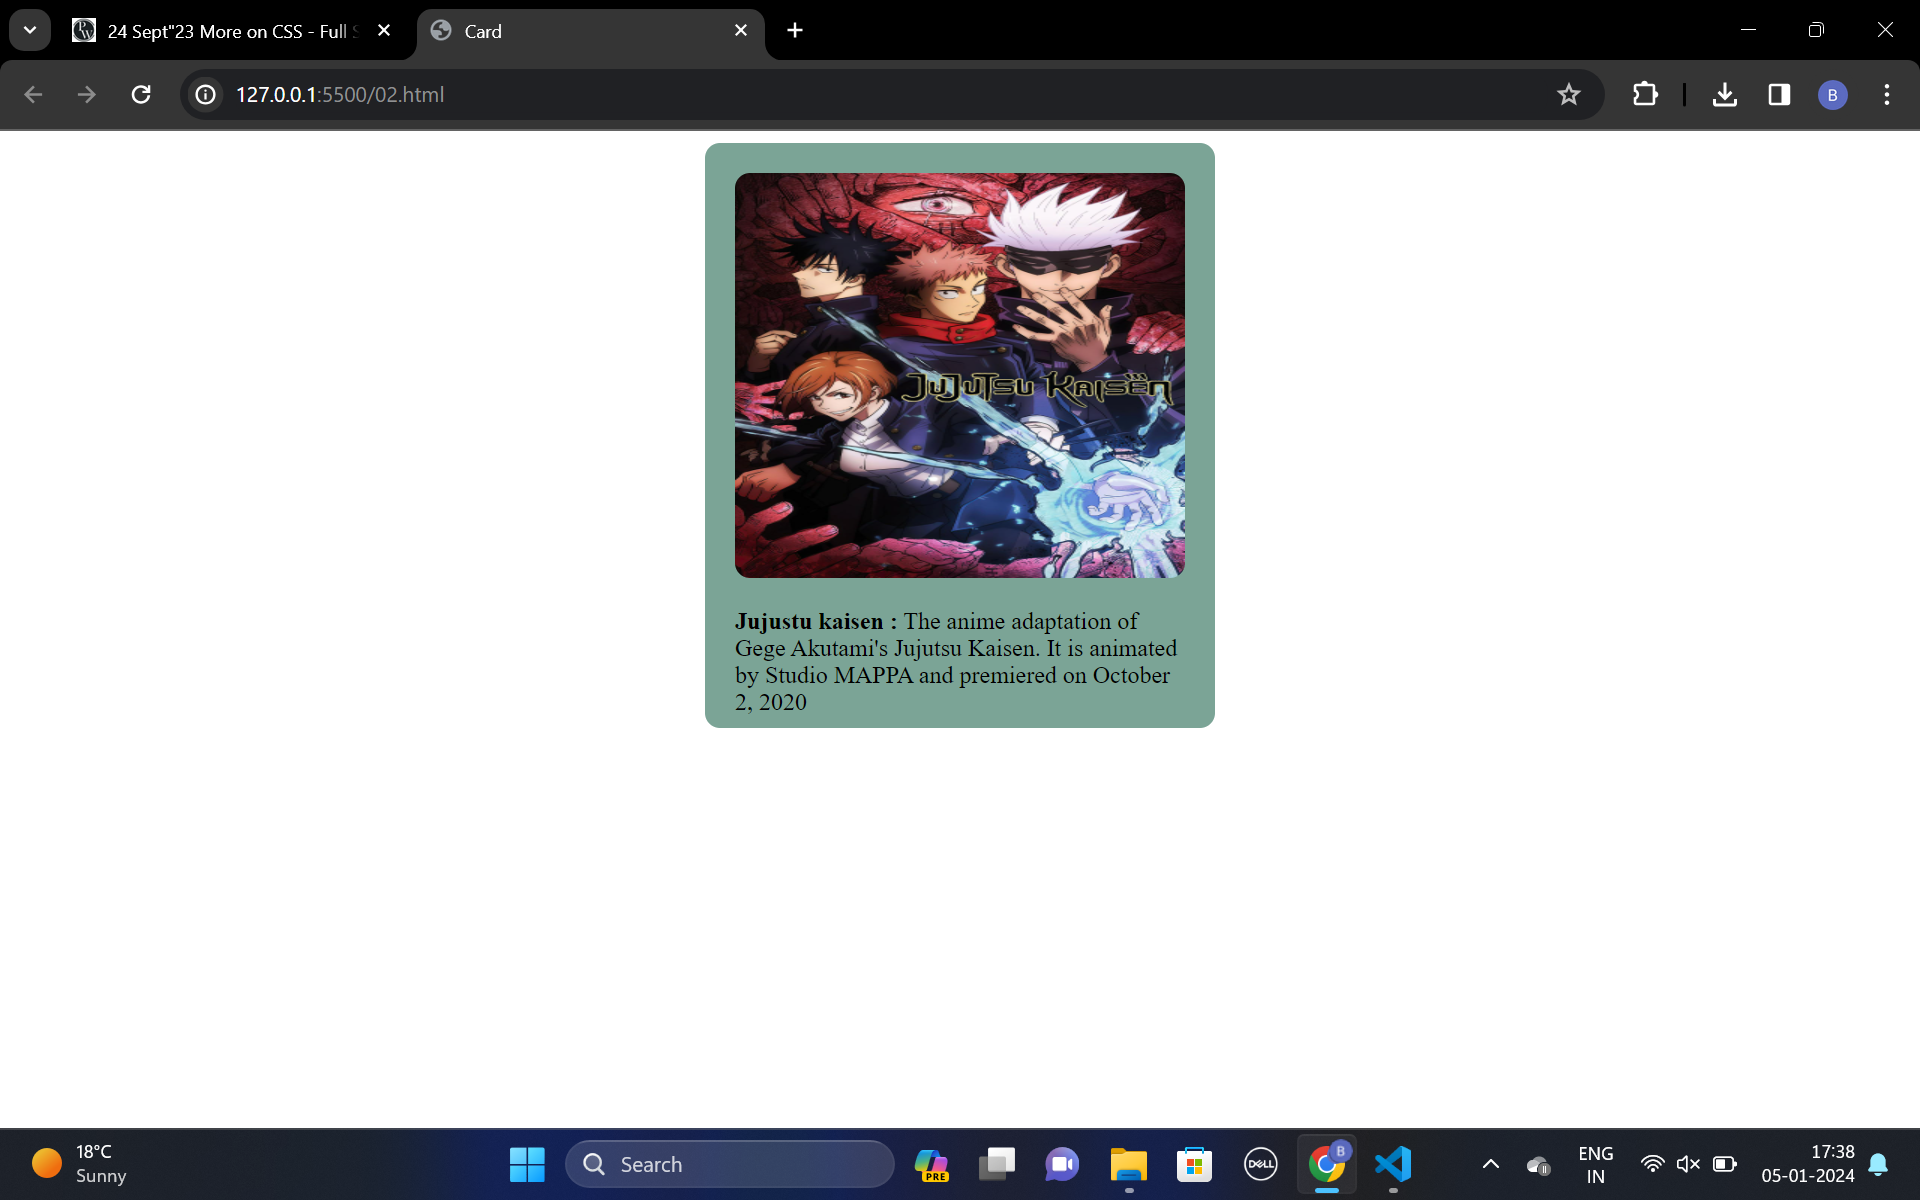 24 Sept"23 More on CSS - Full S
Card
127.0.0.1:5500/02.html
B
JUJUTSU KAISEN
Jujustu kaisen : The anime adaptation of
Gege Akutami's Jujutsu Kaisen. It is animated
by Studio MAPPA and premiered on October
2, 2020
18°C
Sunny
Search
PRE
DELL
B
ENG
IN
17:38
05-01-2024